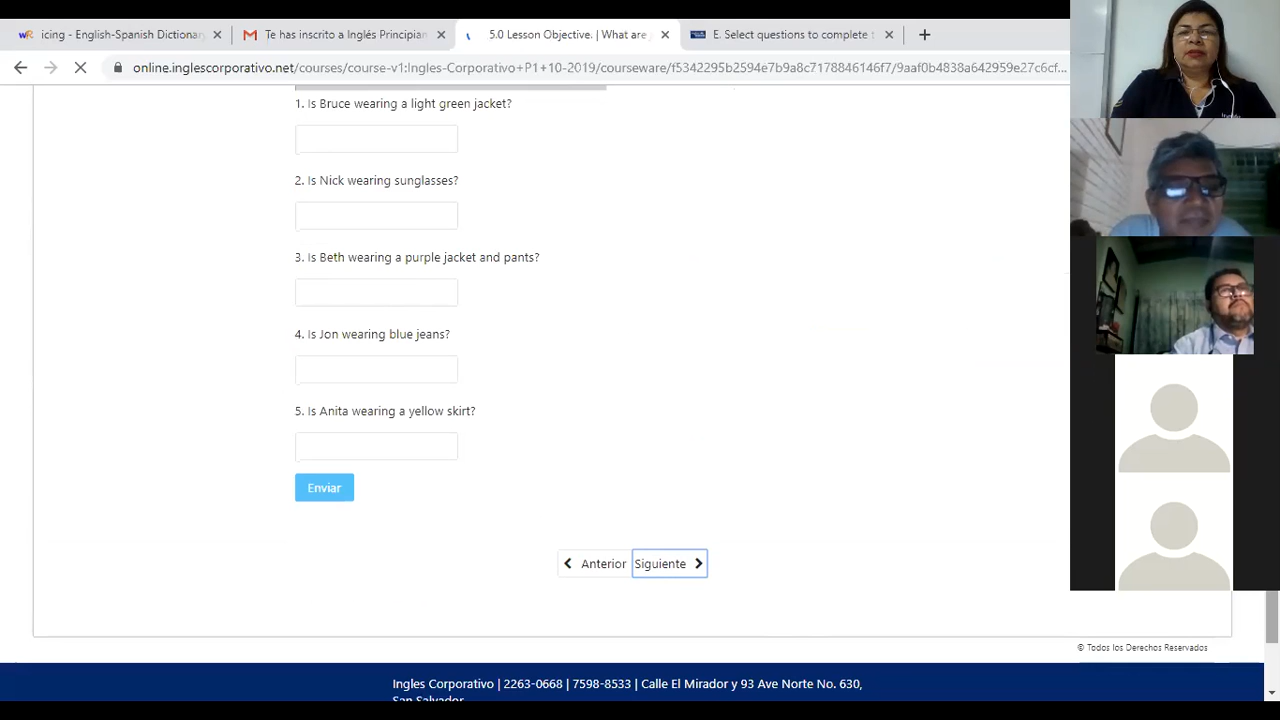 icing - English-Spanish Dictionary
Te has inscrito a Inglés Principian
5.0 Lesson Objective. | What are
E. Select questions to complete t
online.inglescorporativo.net/courses/course-v1:Ingles-Corporativo+P1+10-2019/courseware/f5342295b2594e7b9a8c7178846146f7/9aaf0b4838a642959e27c6cf...
1. Is Bruce wearing a light green jacket?
2. Is Nick wearing sunglasses?
3. Is Beth wearing a purple jacket and pants?
4. Is Jon wearing blue jeans?
5. Is Anita wearing a yellow skirt?
Enviar
Anterior
Siguiente
© Todos los Derechos Reservados
Ingles Corporativo | 2263-0668 | 7598-8533 | Calle El Mirador y 93 Ave Norte No. 630,
San Salvador